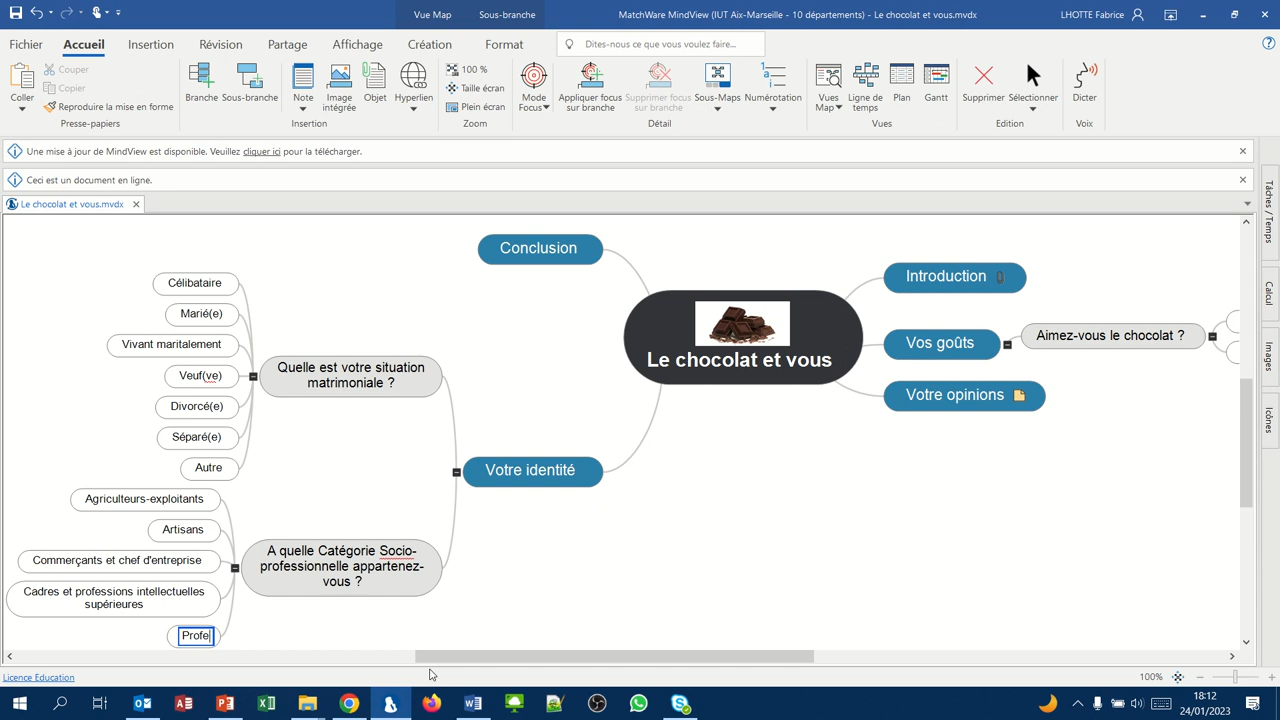 Vue Map
Sous-branche
MatchWare MindView (IUT Aix-Marseille - 10 départements) - Le chocolat et vous.mvdx
LHOTTE Fabrice
Fichier
Accueil
Insertion
Révision
Partage
Affichage
Création
Format
Dites-nous ce que vous voulez faire...
Coller
Couper
Copier
Reproduire la mise en forme
Presse-papiers
Branche
Sous-branche
Note
Image
intégrée
Objet
Hyperlien
Insertion
100 %
Taille écran
Plein écran
Zoom
Mode
Focus
Appliquer focus
sur branche
Supprimer focus
sur branche
Sous-Maps
Numérotation
Détail
Vues
Map
Ligne de
temps
Plan
Gantt
Vues
Supprimer
Sélectionner
Edition
Dicter
Voix
Une mise à jour de MindView est disponible. Veuillez cliquer ici pour la télécharger.
Ceci est un document en ligne.
Le chocolat et vous.mvdx
Conclusion
Introduction
Célibataire
Marié(e)
Vivant maritalement
Veuf(ve)
Divorcé(e)
Séparé(e)
Autre
Quelle est votre situation
matrimoniale ?
Le chocolat et vous
Vos goûts
Aimez-vous le chocolat ?
Votre opinions
Votre identité
Agriculteurs-exploitants
Artisans
Commerçants et chef d'entreprise
Cadres et professions intellectuelles
supérieures
Profe
A quelle Catégorie Socio-
professionnelle appartenez-
vous ?
Tâches / Temps
Calcul
Images
Icônes
Licence Education
100%
18:12
24/01/2023